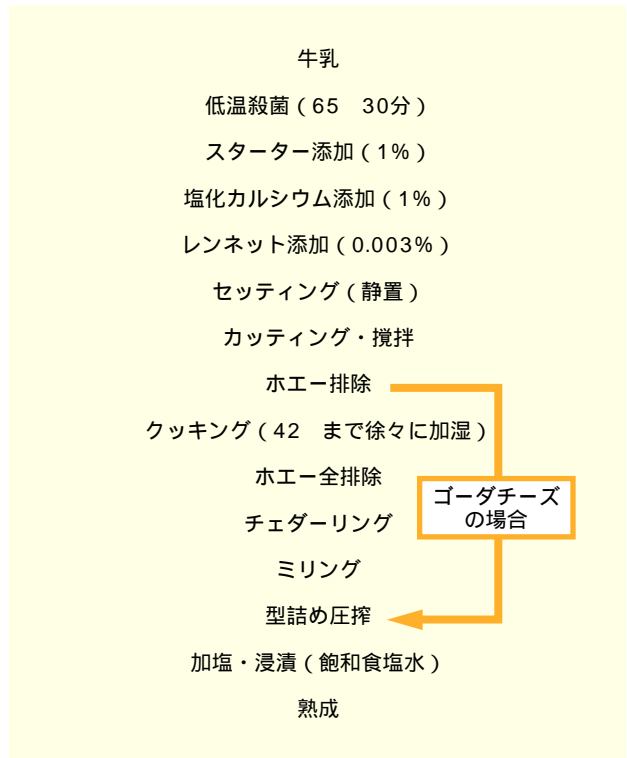 牛乳
低温殺菌（65　30分）
スターター添加（1%）
塩化カルシウム添加（1%）
レンネット添加（0.003%）
セッティング（静置）
カッティング・撹拌
ホエー排除
クッキング（42　まで徐々に加湿）
ホエー全排除
ゴーダチーズ
の場合
チェダーリング
ミリング
型詰め圧搾
加塩・浸漬（飽和食塩水）
熟成